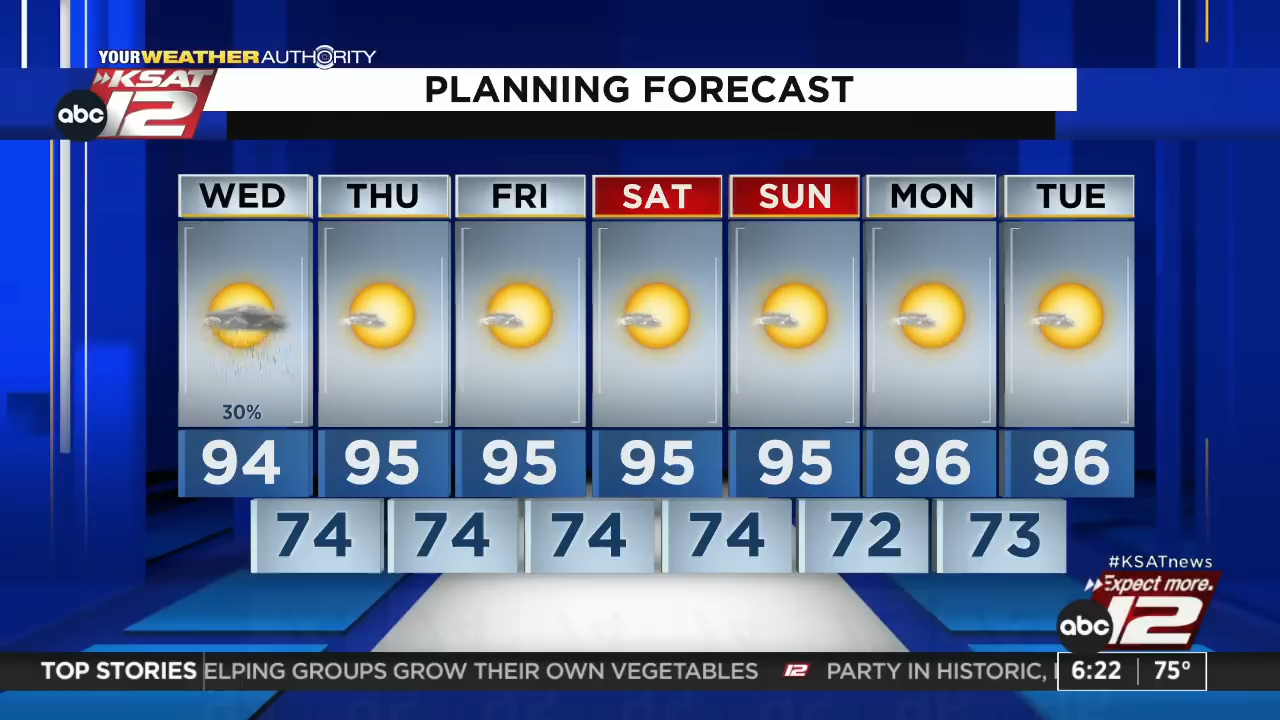 YOURWEATHERAUTHORITY
PLANNING FORECAST
KSAT
abc 12
WED THU FRI SAT SUN MON TUE
30%
94 95 95 95 95 96 96
74 74 74 74 72 73
#KSATnews
Expect more.
abc 12
TOP STORIES ELPING GROUPS GROW THEIR OWN VEGETABLES 12 PARTY IN HISTORIC, 6:22 75°